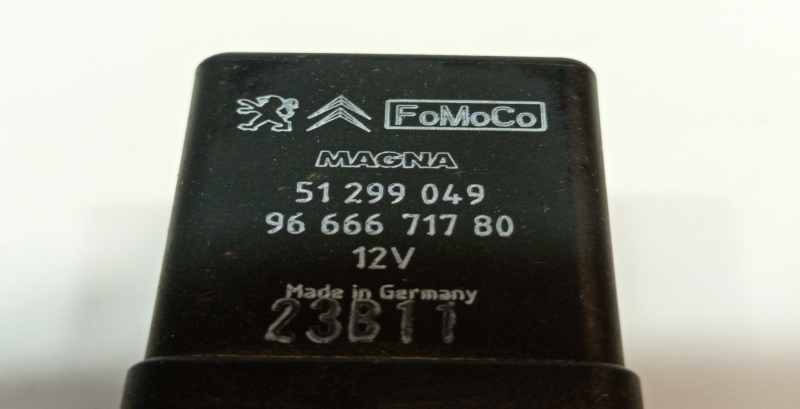 FoMoCo
MAGNA
51 299 049
96 666 717 80
12V
Made in Germany
23B11